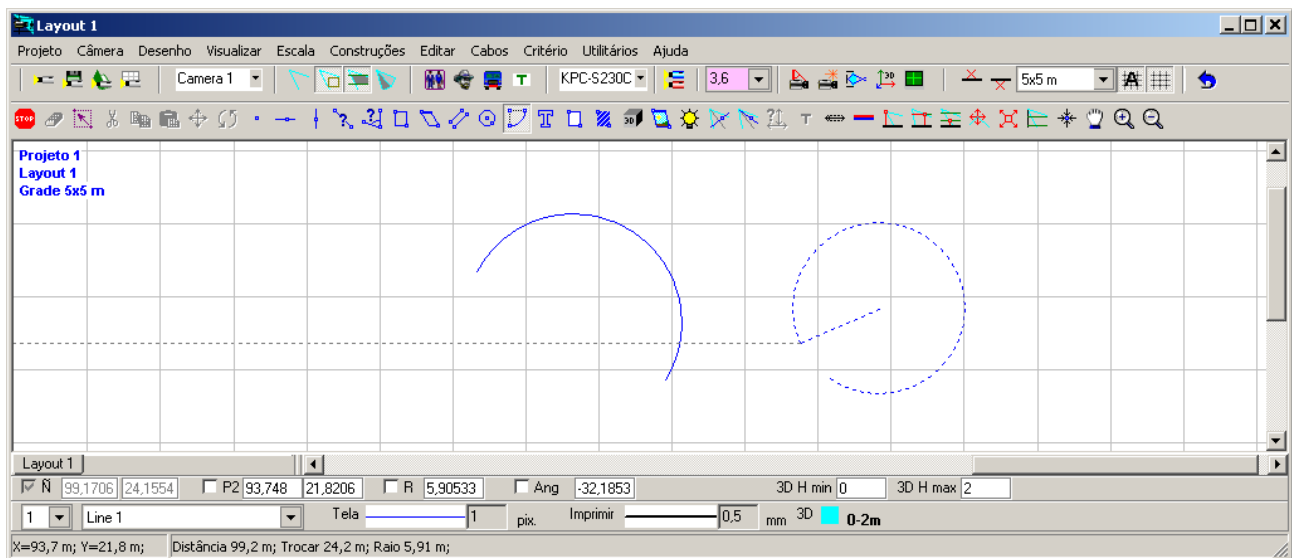 Layout 1
Projeto Câmera Desenho Visualizar Escala Construções Editar Cabos Critério Utilitários Ajuda
Camera 1 T KPC-S230C 3,6 5x5 m
STOP T 3D T
Projeto 1
Layout 1
Grade 5x5 m
Layout 1
Ñ 99,1706 24,1554 P2 93,748 21,8206 R 5,90533 Ang -32,1853 3D H min 0 3D H max 2
1 Line 1 Tela 1 pix. Imprimir 0,5 mm 3D 0-2m
X=93,7 m; Y=21,8 m; Distância 99,2 m; Trocar 24,2 m; Raio 5,91 m;